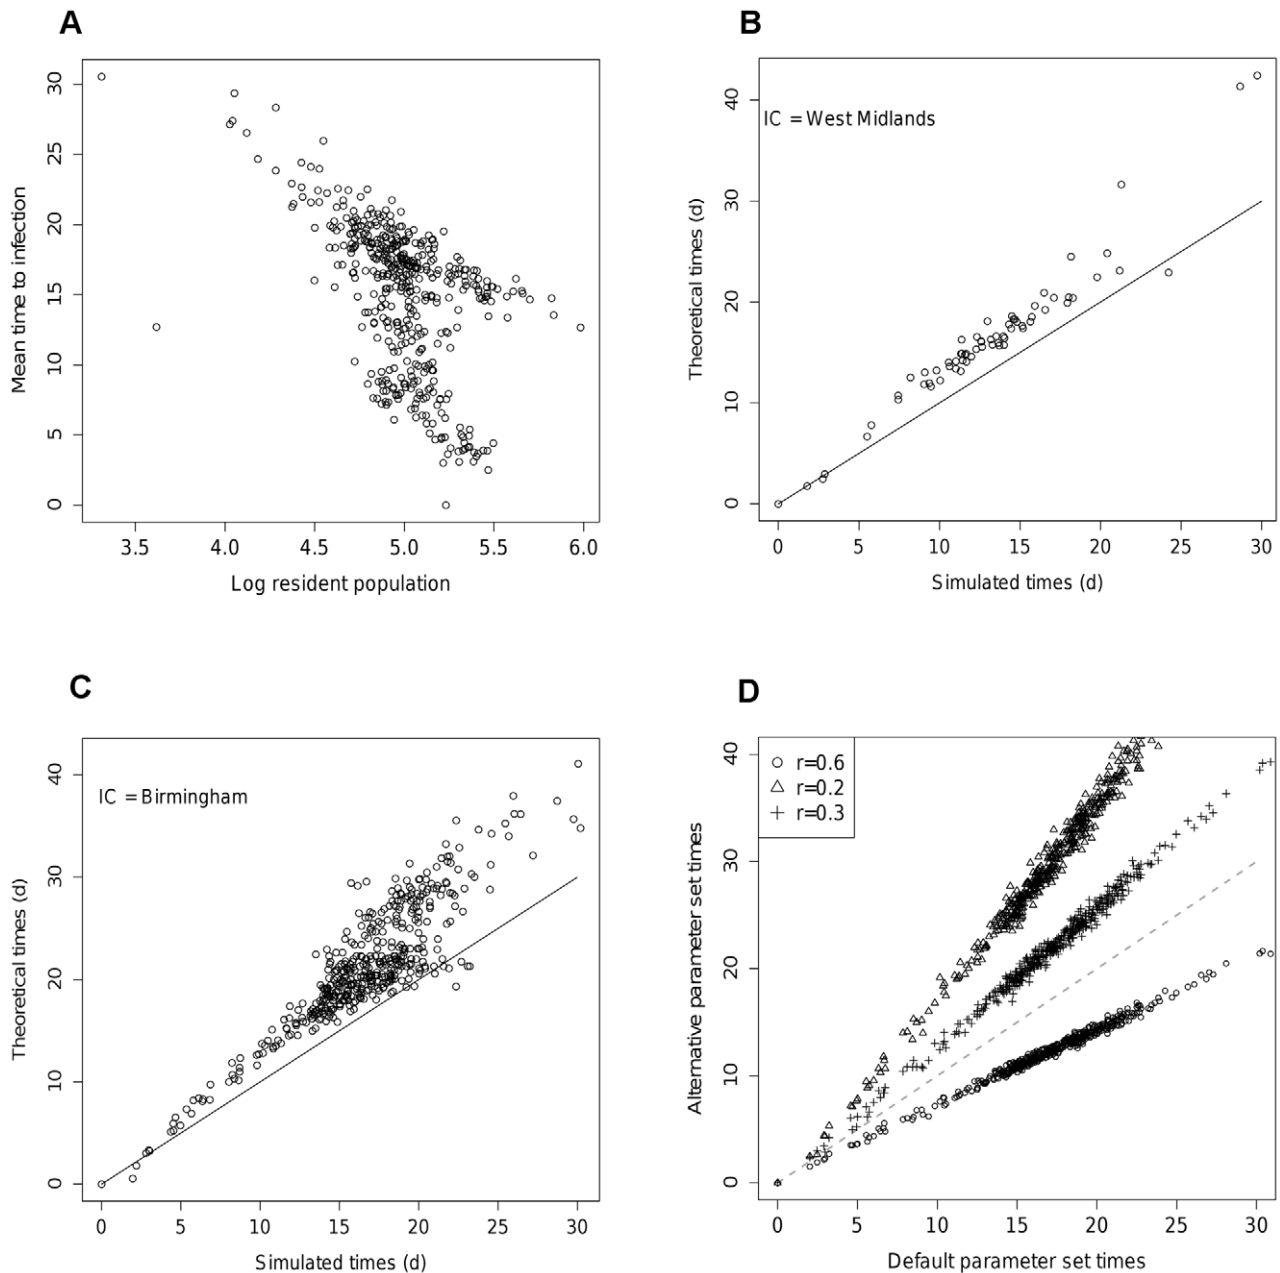 A
30
25
20
15
10
5
0
Mean time to infection
3.5 4.0 4.5 5.0 5.5 6.0
Log resident population
B
IC = West Midlands
40
30
20
10
0
Theoretical times (d)
0 5 10 15 20 25 30
Simulated times (d)
C
IC = Birmingham
40
30
20
10
0
Theoretical times (d)
0 5 10 15 20 25 30
Simulated times (d)
D
r=0.6
r=0.2
r=0.3
40
30
20
10
0
Alternative parameter set times
0 5 10 15 20 25 30
Default parameter set times